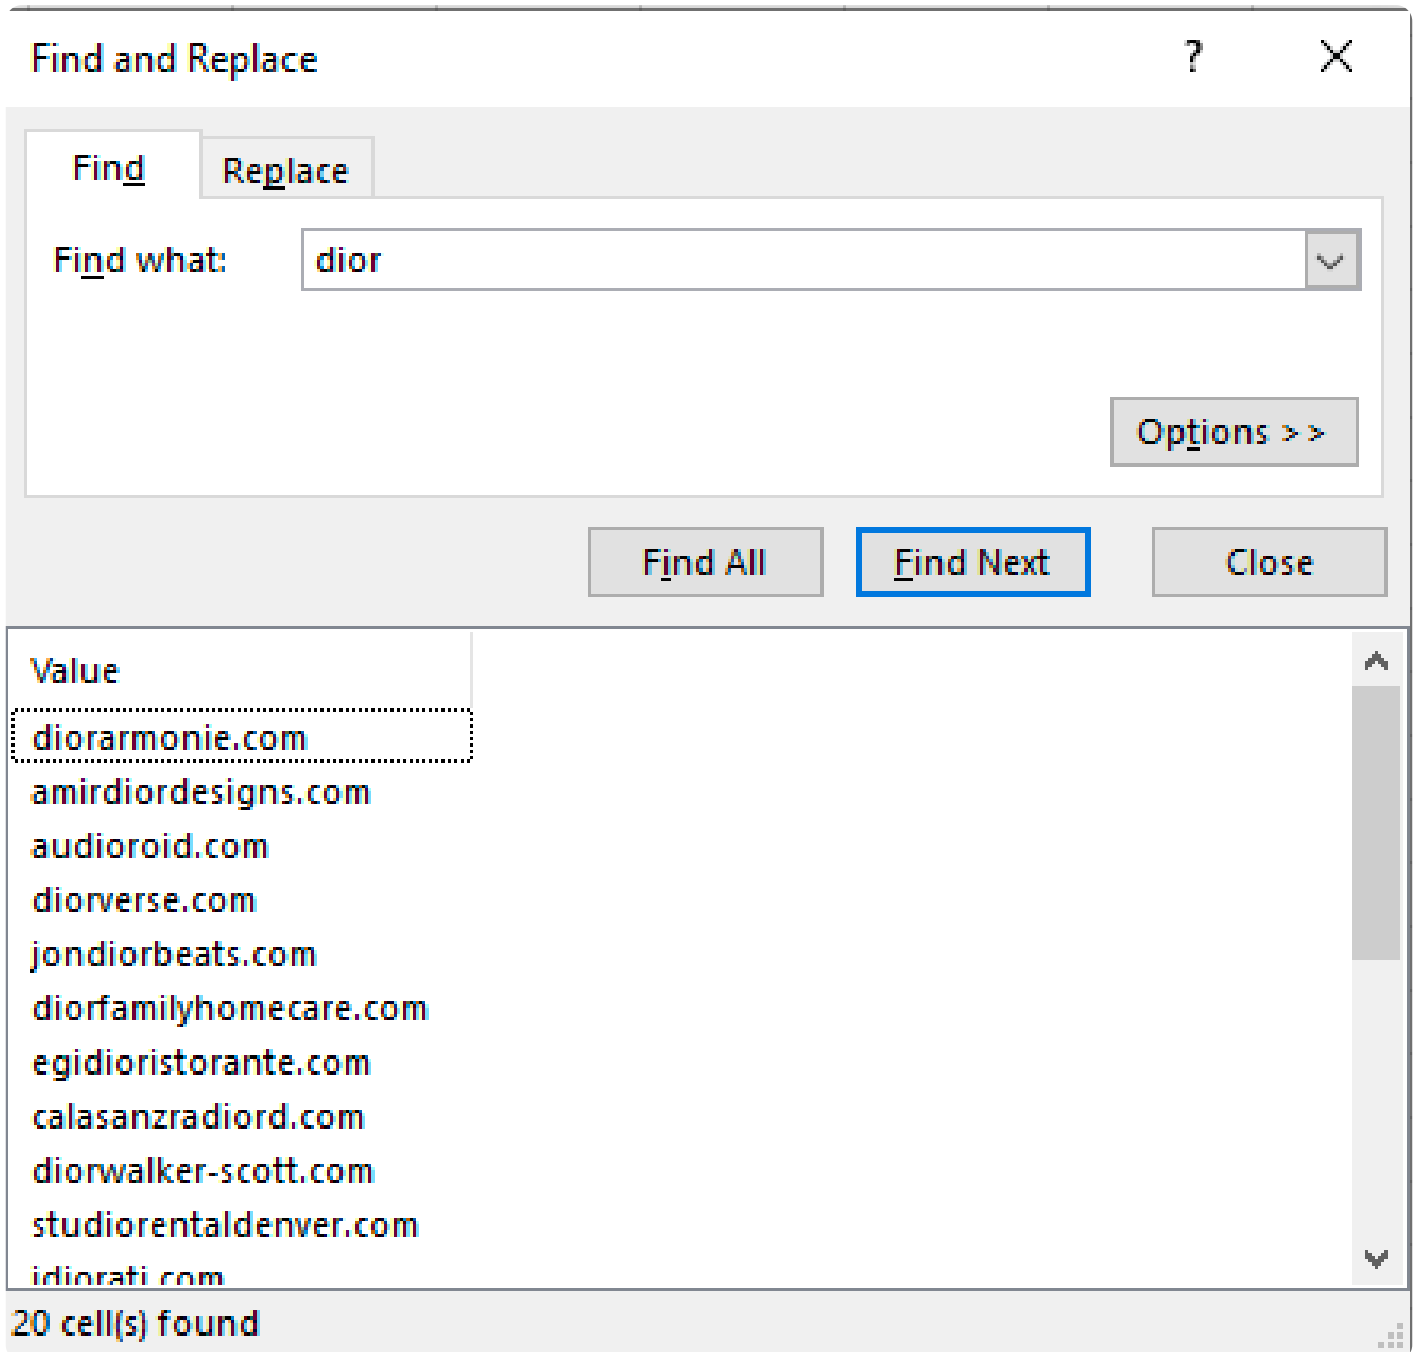 Find and Replace ?
Find Replace
Find what: dior
Options >>
Find All Find Next Close
Value
diorarmonie.com
amirdiordesigns.com
audioroid.com
diorverse.com
jondiorbeats.com
diorfamilyhomecare.com
egidioristorante.com
calasanzradiord.com
diorwalker-scott.com
studiorentaldenver.com
idiorati.com
20 cell(s) found